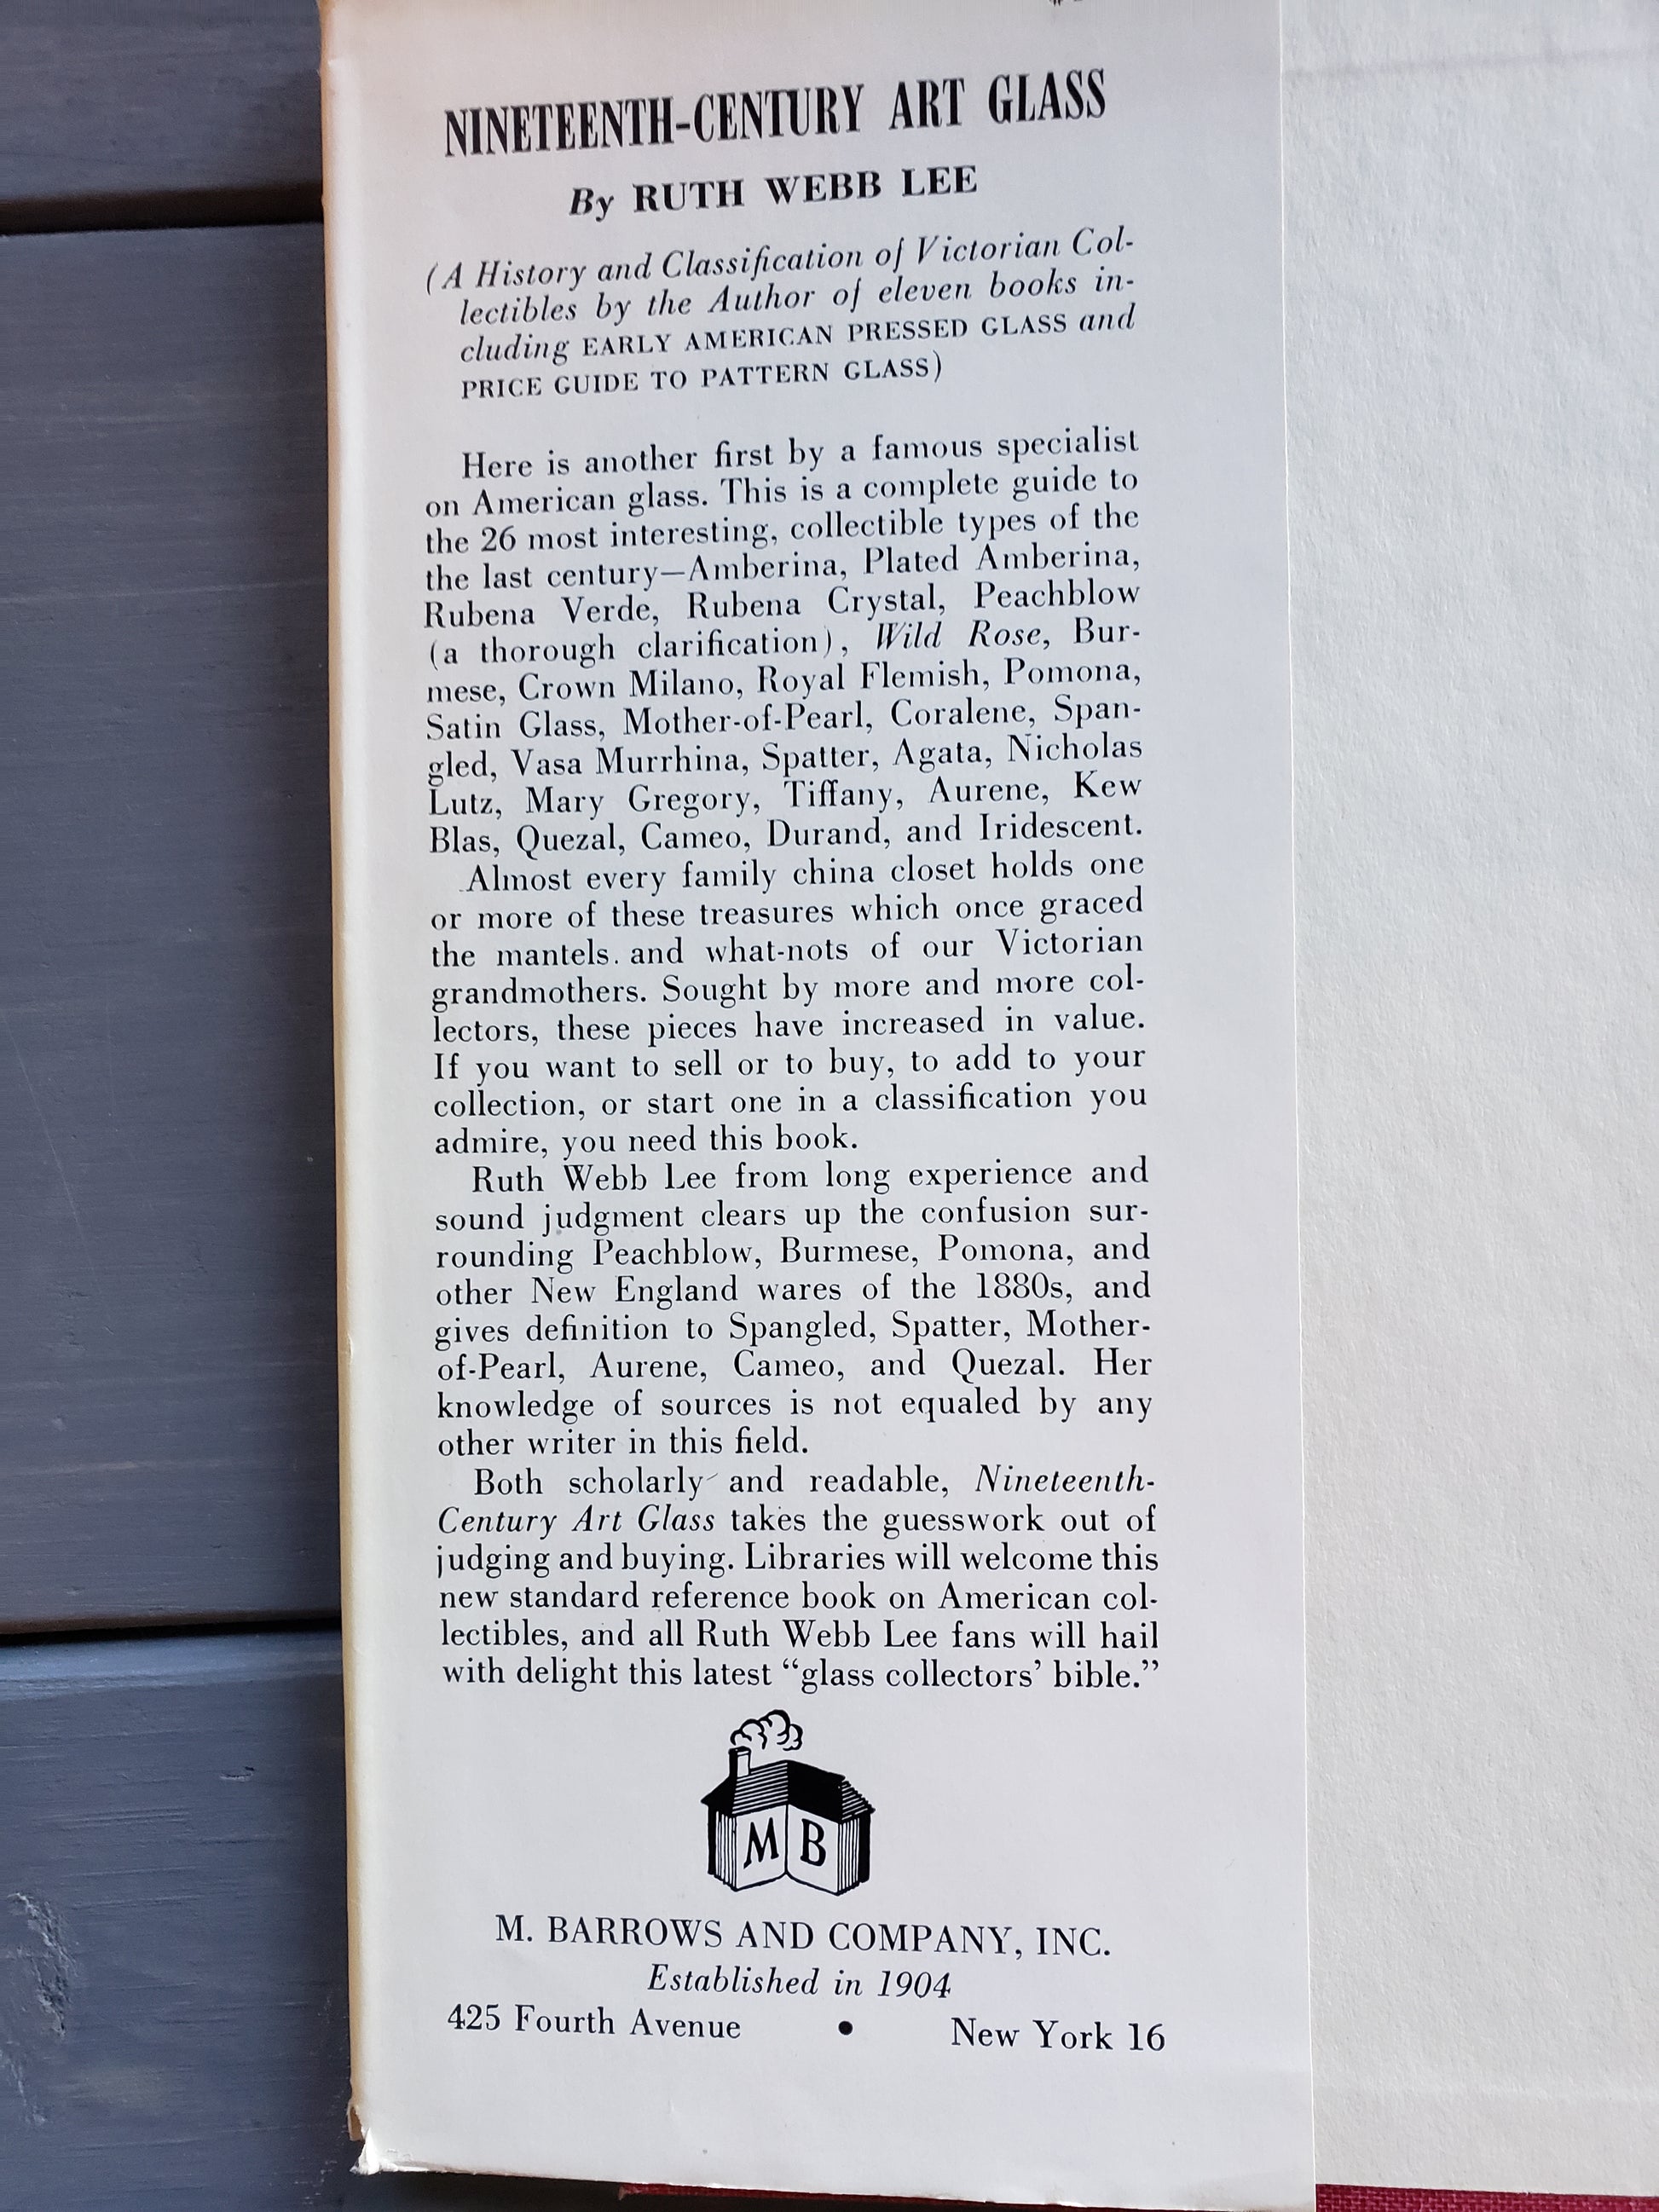 NINETEENTH-CENTURY ART GLASS
By RUTH WEBB LEE
(A History and Classification of Victorian Col-
lectibles by the Author of eleven books in-
cluding EARLY AMERICAN PRESSED GLASS and
PRICE GUIDE TO PATTERN GLASS)
Here is another first by a famous specialist
on American glass. This is a complete guide to
the 26 most interesting, collectible types of the
the last century—Amberina, Plated Amberina,
Rubena Verde, Rubena Crystal, Peachblow
(a thorough clarification), Wild Rose, Bur-
mese, Crown Milano, Royal Flemish, Pomona,
Satin Glass, Mother-of-Pearl, Coralene, Span-
gled, Vasa Murrhina, Spatter, Agata, Nicholas
Lutz, Mary Gregory, Tiffany, Aurene, Kew
Blas, Quezal, Cameo, Durand, and Iridescent.
Almost every family china closet holds one
or more of these treasures which once graced
the mantels and what-nots of our Victorian
grandmothers. Sought by more and more col-
lectors, these pieces have increased in value.
If you want to sell or to buy, to add to your
collection, or start one in a classification you
admire, you need this book.
Ruth Webb Lee from long experience and
sound judgment clears up the confusion sur-
rounding Peachblow, Burmese, Pomona, and
other New England wares of the 1880s, and
gives definition to Spangled, Spatter, Mother-
of-Pearl, Aurene, Cameo, and Quezal. Her
knowledge of sources is not equaled by any
other writer in this field.
Both scholarly and readable, Nineteenth-
Century Art Glass takes the guesswork out of
judging and buying. Libraries will welcome this
new standard reference book on American col-
lectibles, and all Ruth Webb Lee fans will hail
with delight this latest “glass collectors’ bible.”
M B
M. BARROWS AND COMPANY, INC.
Established in 1904
425 Fourth Avenue • New York 16